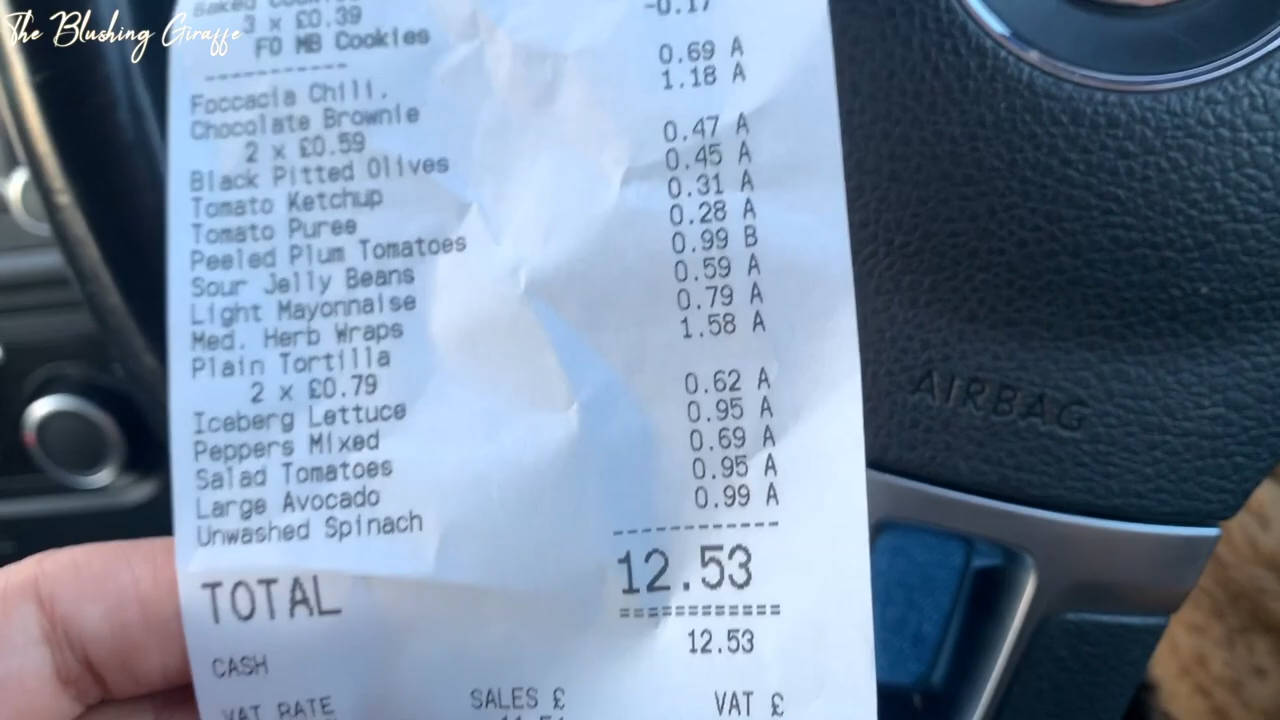 The Blushing Giraffe
Baked
3 x £0.39
FO MB Cookies -0.17
-----------
Foccacia Chili. 0.69 A
Chocolate Brownie 1.18 A
2 x £0.59
Black Pitted Olives 0.47 A
Tomato Ketchup 0.45 A
Tomato Puree 0.31 A
Peeled Plum Tomatoes 0.28 A
Sour Jelly Beans 0.99 B
Light Mayonnaise 0.59 A
Med. Herb Wraps 0.79 A
Plain Tortilla 1.58 A
2 x £0.79
Iceberg Lettuce 0.62 A
Peppers Mixed 0.95 A
Salad Tomatoes 0.69 A
Large Avocado 0.95 A
Unwashed Spinach 0.99 A
------------
TOTAL 12.53
============
CASH 12.53
VAT RATE SALES £ VAT £
AIRBAG